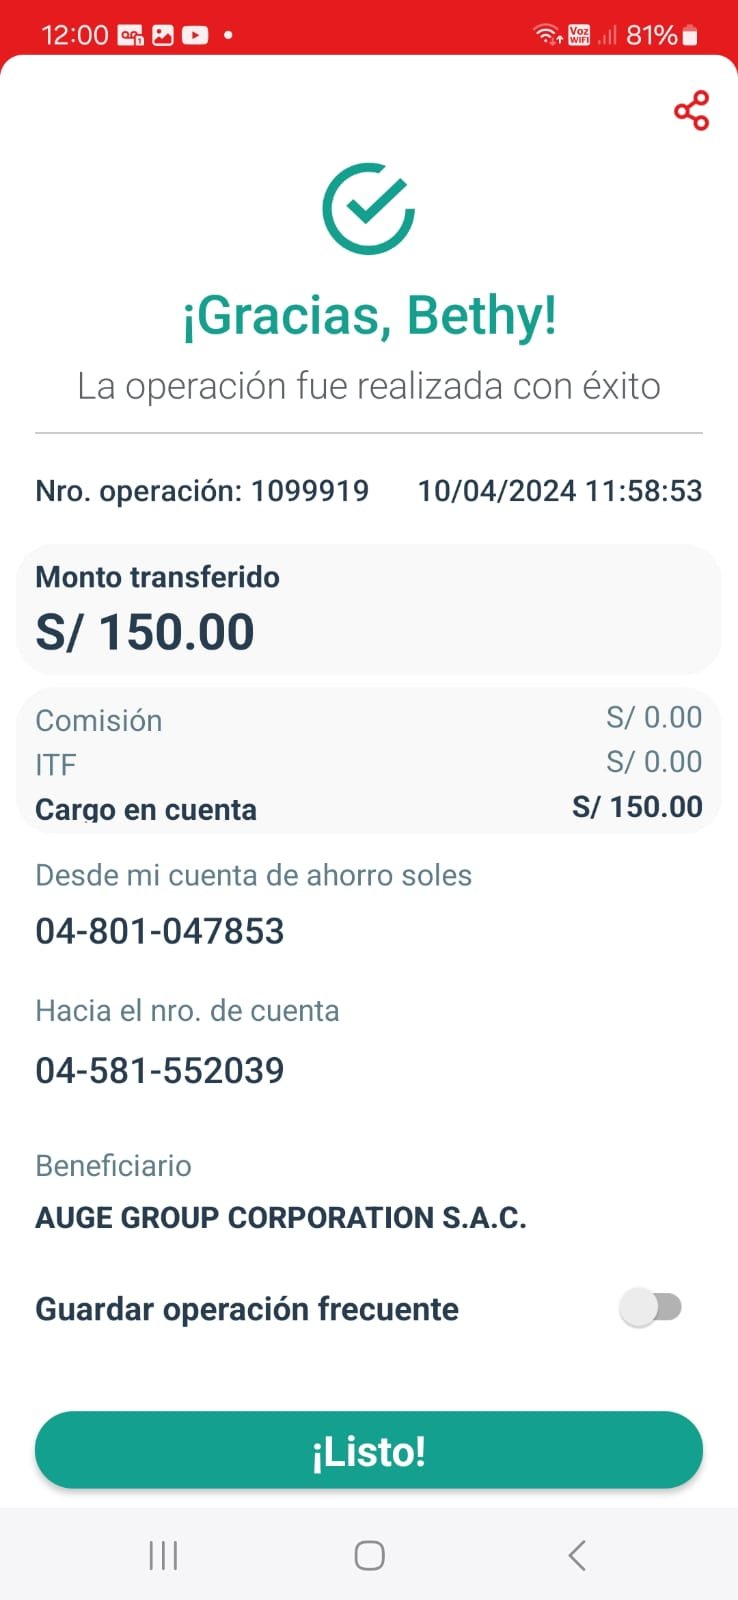 12:00
Voz WIFI 81%
¡Gracias, Bethy!
La operación fue realizada con éxito
Nro. operación: 1099919 10/04/2024 11:58:53
Monto transferido
S/ 150.00
Comisión S/ 0.00
ITF S/ 0.00
Cargo en cuenta S/ 150.00
Desde mi cuenta de ahorro soles
04-801-047853
Hacia el nro. de cuenta
04-581-552039
Beneficiario
AUGE GROUP CORPORATION S.A.C.
Guardar operación frecuente
¡Listo!